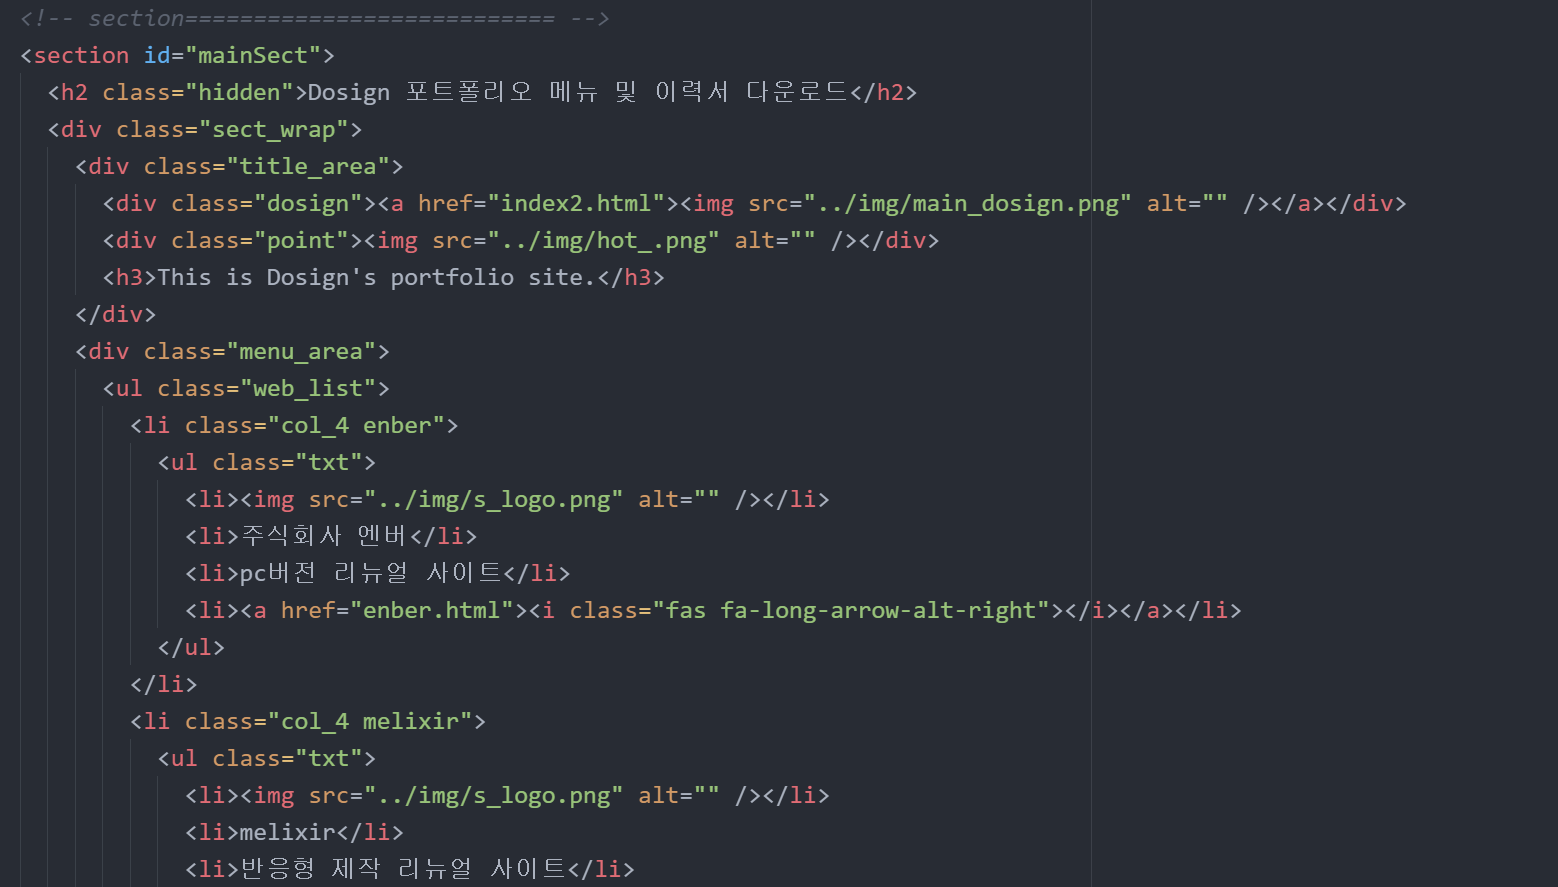 <!-- section=========================== -->
<section id="mainSect">
<h2 class="hidden">Dosign 포트폴리오 메뉴 및 이력서 다운로드</h2>
<div class="sect_wrap">
<div class="title_area">
<div class="dosign"><a href="index2.html"><img src="../img/main_dosign.png" alt="" /></a></div>
<div class="point"><img src="../img/hot_.png" alt="" /></div>
<h3>This is Dosign's portfolio site.</h3>
</div>
<div class="menu_area">
<ul class="web_list">
<li class="col_4 enber">
<ul class="txt">
<li><img src="../img/s_logo.png" alt="" /></li>
<li>주식회사 엔버</li>
<li>pc버전 리뉴얼 사이트</li>
<li><a href="enber.html"><i class="fas fa-long-arrow-alt-right"></i></a></li>
</ul>
</li>
<li class="col_4 melixir">
<ul class="txt">
<li><img src="../img/s_logo.png" alt="" /></li>
<li>melixir</li>
<li>반응형 제작 리뉴얼 사이트</li>